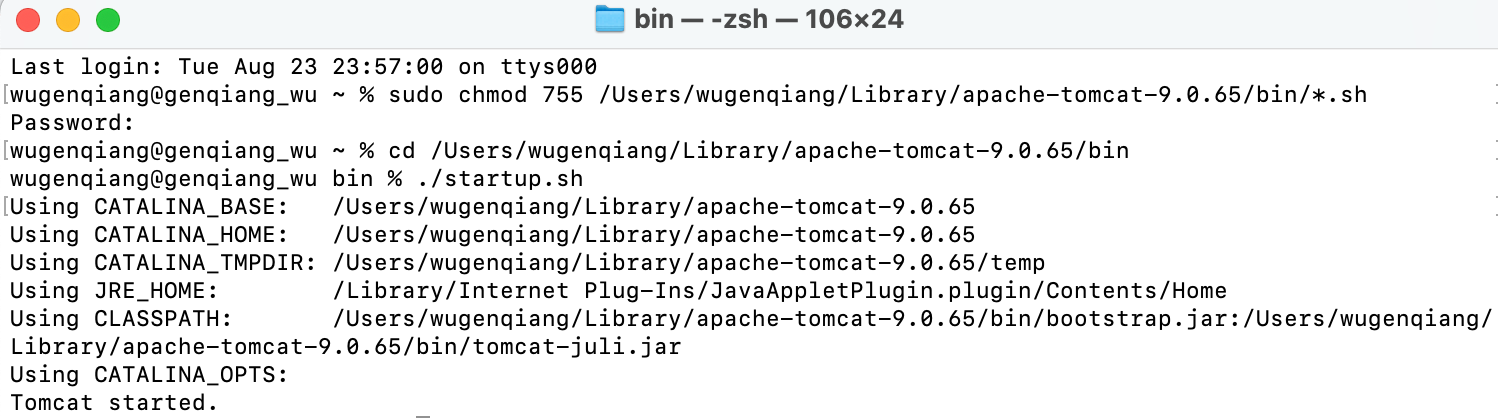 bin — -zsh — 106×24
Last login: Tue Aug 23 23:57:00 on ttys000
[wugenqiang@genqiang_wu ~ % sudo chmod 755 /Users/wugenqiang/Library/apache-tomcat-9.0.65/bin/*.sh
Password:
[wugenqiang@genqiang_wu ~ % cd /Users/wugenqiang/Library/apache-tomcat-9.0.65/bin
wugenqiang@genqiang_wu bin % ./startup.sh
[Using CATALINA_BASE:   /Users/wugenqiang/Library/apache-tomcat-9.0.65
Using CATALINA_HOME:   /Users/wugenqiang/Library/apache-tomcat-9.0.65
Using CATALINA_TMPDIR: /Users/wugenqiang/Library/apache-tomcat-9.0.65/temp
Using JRE_HOME:        /Library/Internet Plug-Ins/JavaAppletPlugin.plugin/Contents/Home
Using CLASSPATH:       /Users/wugenqiang/Library/apache-tomcat-9.0.65/bin/bootstrap.jar:/Users/wugenqiang/
Library/apache-tomcat-9.0.65/bin/tomcat-juli.jar
Using CATALINA_OPTS:
Tomcat started.